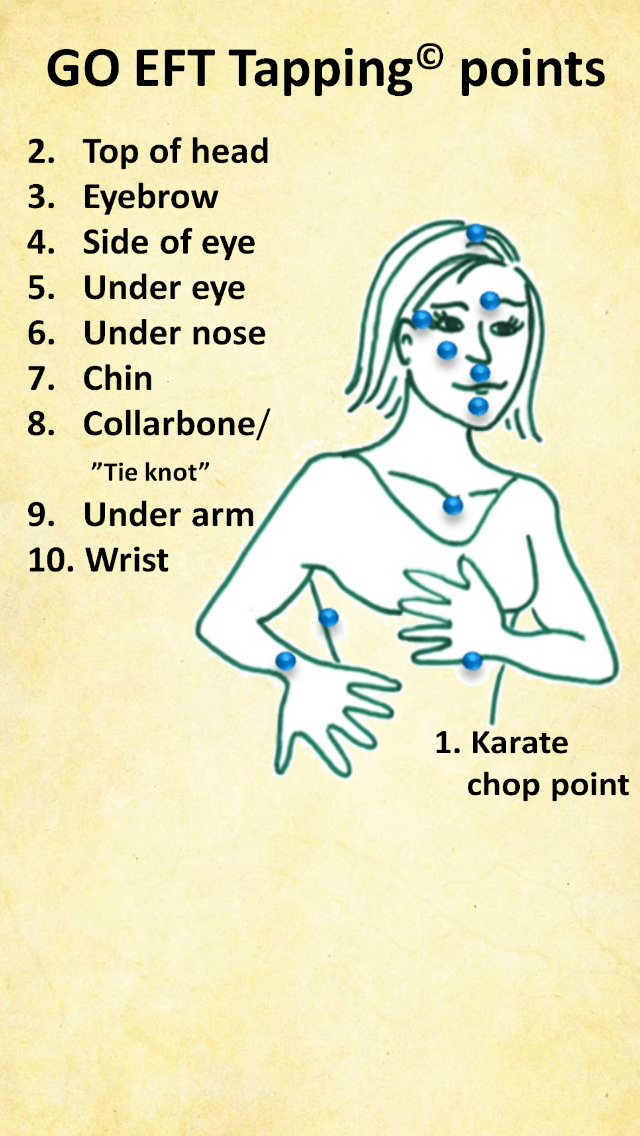 GO EFT Tapping© points
2. Top of head
3. Eyebrow
4. Side of eye
5. Under eye
6. Under nose
7. Chin
8. Collarbone/
”Tie knot”
9. Under arm
10. Wrist
1. Karate
chop point